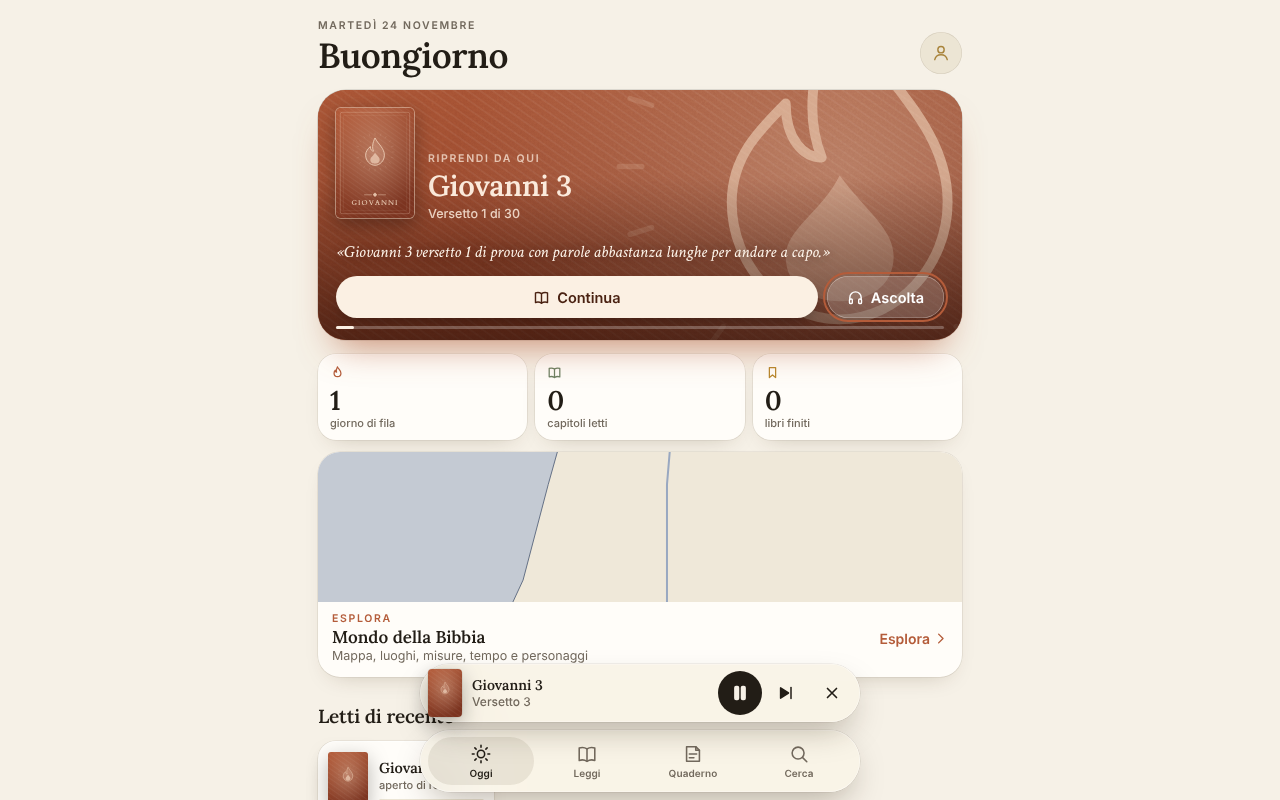 MARTEDÌ 24 NOVEMBRE
Buongiorno
GIOVANNI
RIPRENDI DA QUI
Giovanni 3
Versetto 1 di 30
«Giovanni 3 versetto 1 di prova con parole abbastanza lunghe per andare a capo.»
Continua
Ascolta
1
giorno di fila
0
capitoli letti
0
libri finiti
ESPLORA
Mondo della Bibbia
Mappa, luoghi, misure, tempo e personaggi
Esplora
Giovanni 3
Versetto 3
Letti di recente
aperto di
Oggi
Leggi
Quaderno
Cerca